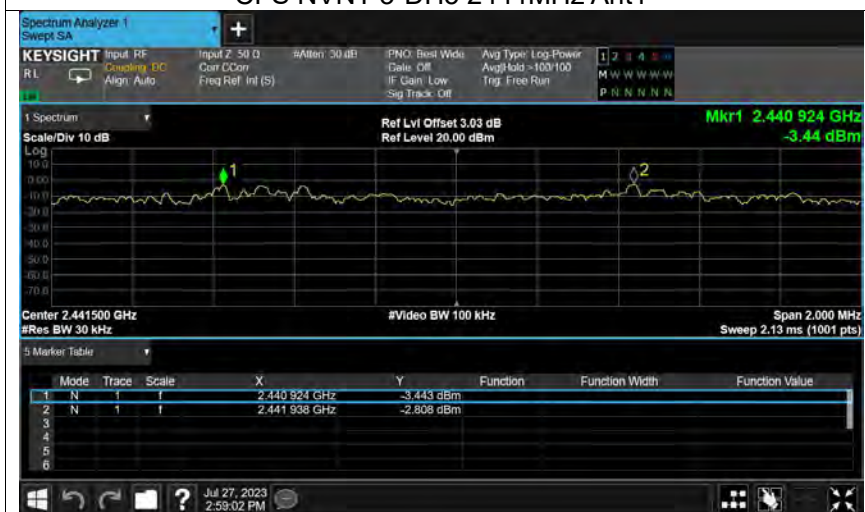 CFS NVNT 3-DH5 2441MHz Ant1
Spectrum Analyzer 1
Swept SA
+
KEYSIGHT Input: RF Input Z: 50 Ω #Atten: 30 dB PNO: Best Wide Avg Type: Log-Power 1 2 3 4 5 6
R L Coupling: DC Corr CCorr Gate: Off Avg|Hold >100/100 M W W W W W
Align: Auto Freq Ref: Int (S) IF Gain: Low Trig: Free Run
Sig Track: Off P N N N N N
1 Spectrum Ref Lvl Offset 3.03 dB Mkr1 2.440 924 GHz
Scale/Div 10 dB Ref Level 20.00 dBm -3.44 dBm
Log
10.0
0.00
-10.0
-20.0
-30.0
-40.0
-50.0
-60.0
-70.0
1
2
Center 2.441500 GHz #Video BW 100 kHz Span 2.000 MHz
#Res BW 30 kHz Sweep 2.13 ms (1001 pts)
5 Marker Table
Mode Trace Scale X Y Function Function Width Function Value
1 N 1 f 2.440 924 GHz -3.443 dBm
2 N 1 f 2.441 938 GHz -2.808 dBm
3
4
5
6
? Jul 27, 2023
2:59:02 PM